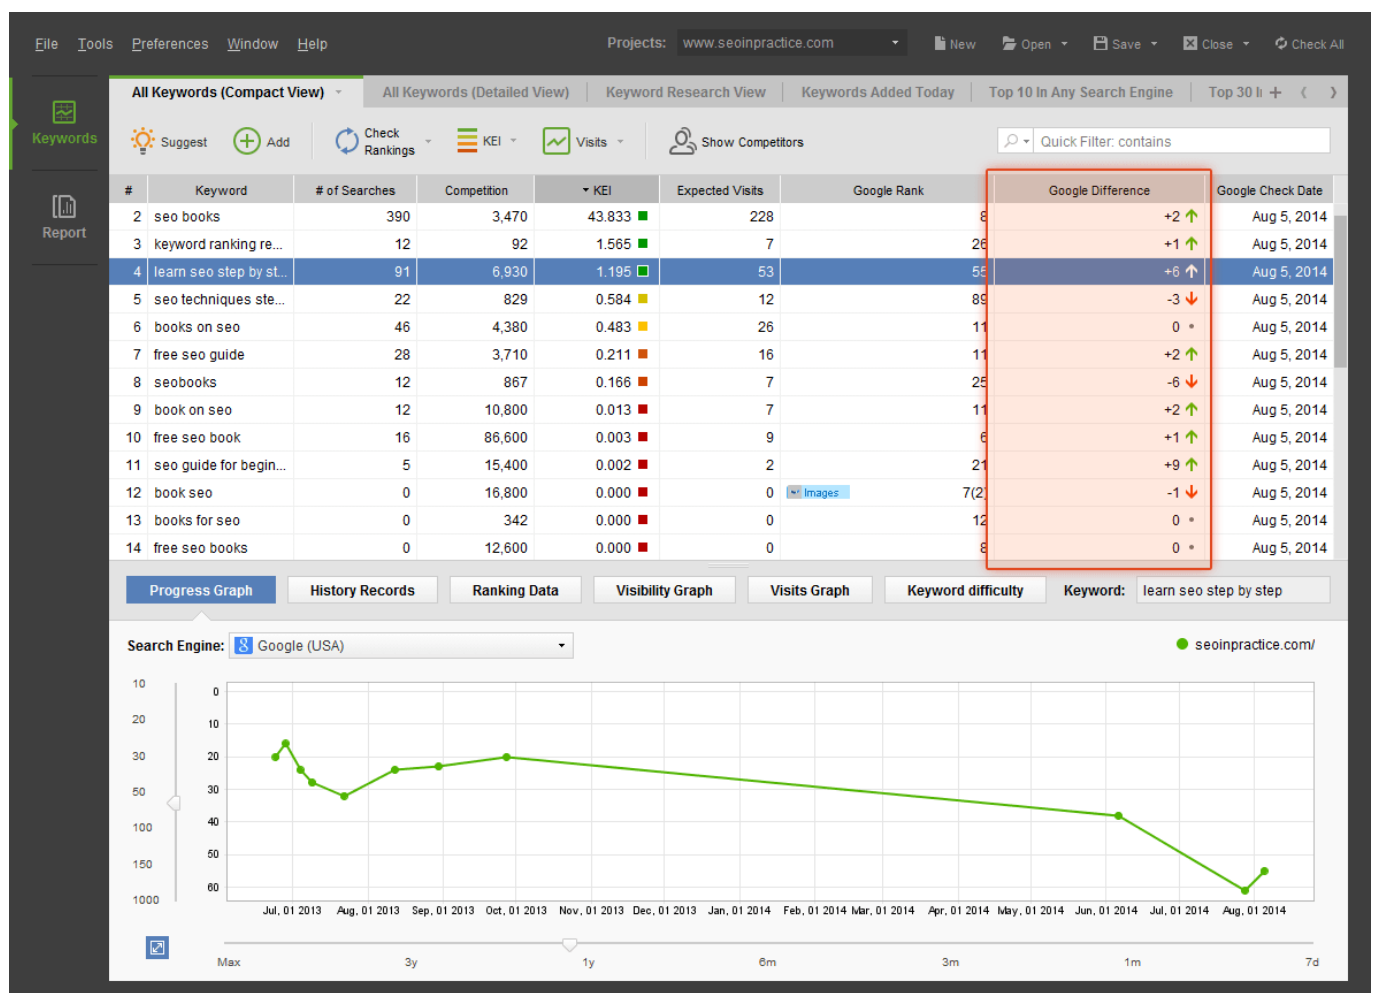 File Tools Preferences Window Help Projects: www.seoinpractice.com New Open Save Close Check All
All Keywords (Compact View) All Keywords (Detailed View) Keyword Research View Keywords Added Today Top 10 In Any Search Engine Top 30 I
Keywords
Report
Suggest Add Check Rankings KEI Visits Show Competitors Quick Filter: contains
# Keyword # of Searches Competition KEI Expected Visits Google Rank Google Difference Google Check Date
2 seo books 390 3,470 43.833 228 8 +2 Aug 5, 2014
3 keyword ranking re... 12 92 1.565 7 26 +1 Aug 5, 2014
4 learn seo step by st... 91 6,930 1.195 53 55 +6 Aug 5, 2014
5 seo techniques ste... 22 829 0.584 12 89 -3 Aug 5, 2014
6 books on seo 46 4,380 0.483 26 11 0 Aug 5, 2014
7 free seo guide 28 3,710 0.211 16 11 +2 Aug 5, 2014
8 seobooks 12 867 0.166 7 25 -6 Aug 5, 2014
9 book on seo 12 10,800 0.013 7 11 +2 Aug 5, 2014
10 free seo book 16 86,600 0.003 9 6 +1 Aug 5, 2014
11 seo guide for begin... 5 15,400 0.002 2 21 +9 Aug 5, 2014
12 book seo 0 16,800 0.000 0 Images 7(2) -1 Aug 5, 2014
13 books for seo 0 342 0.000 0 12 0 Aug 5, 2014
14 free seo books 0 12,600 0.000 0 8 0 Aug 5, 2014
Progress Graph History Records Ranking Data Visibility Graph Visits Graph Keyword difficulty Keyword: learn seo step by step
Search Engine: 8 Google (USA) seoinpractice.com/
10
20
30
50
100
150
1000
0
10
20
30
40
50
60
Jul, 01 2013 Aug, 01 2013 Sep, 01 2013 Oct, 01 2013 Nov, 01 2013 Dec, 01 2013 Jan, 01 2014 Feb, 01 2014 Mar, 01 2014 Apr, 01 2014 May, 01 2014 Jun, 01 2014 Jul, 01 2014 Aug, 01 2014
Max 3y 1y 6m 3m 1m 7d